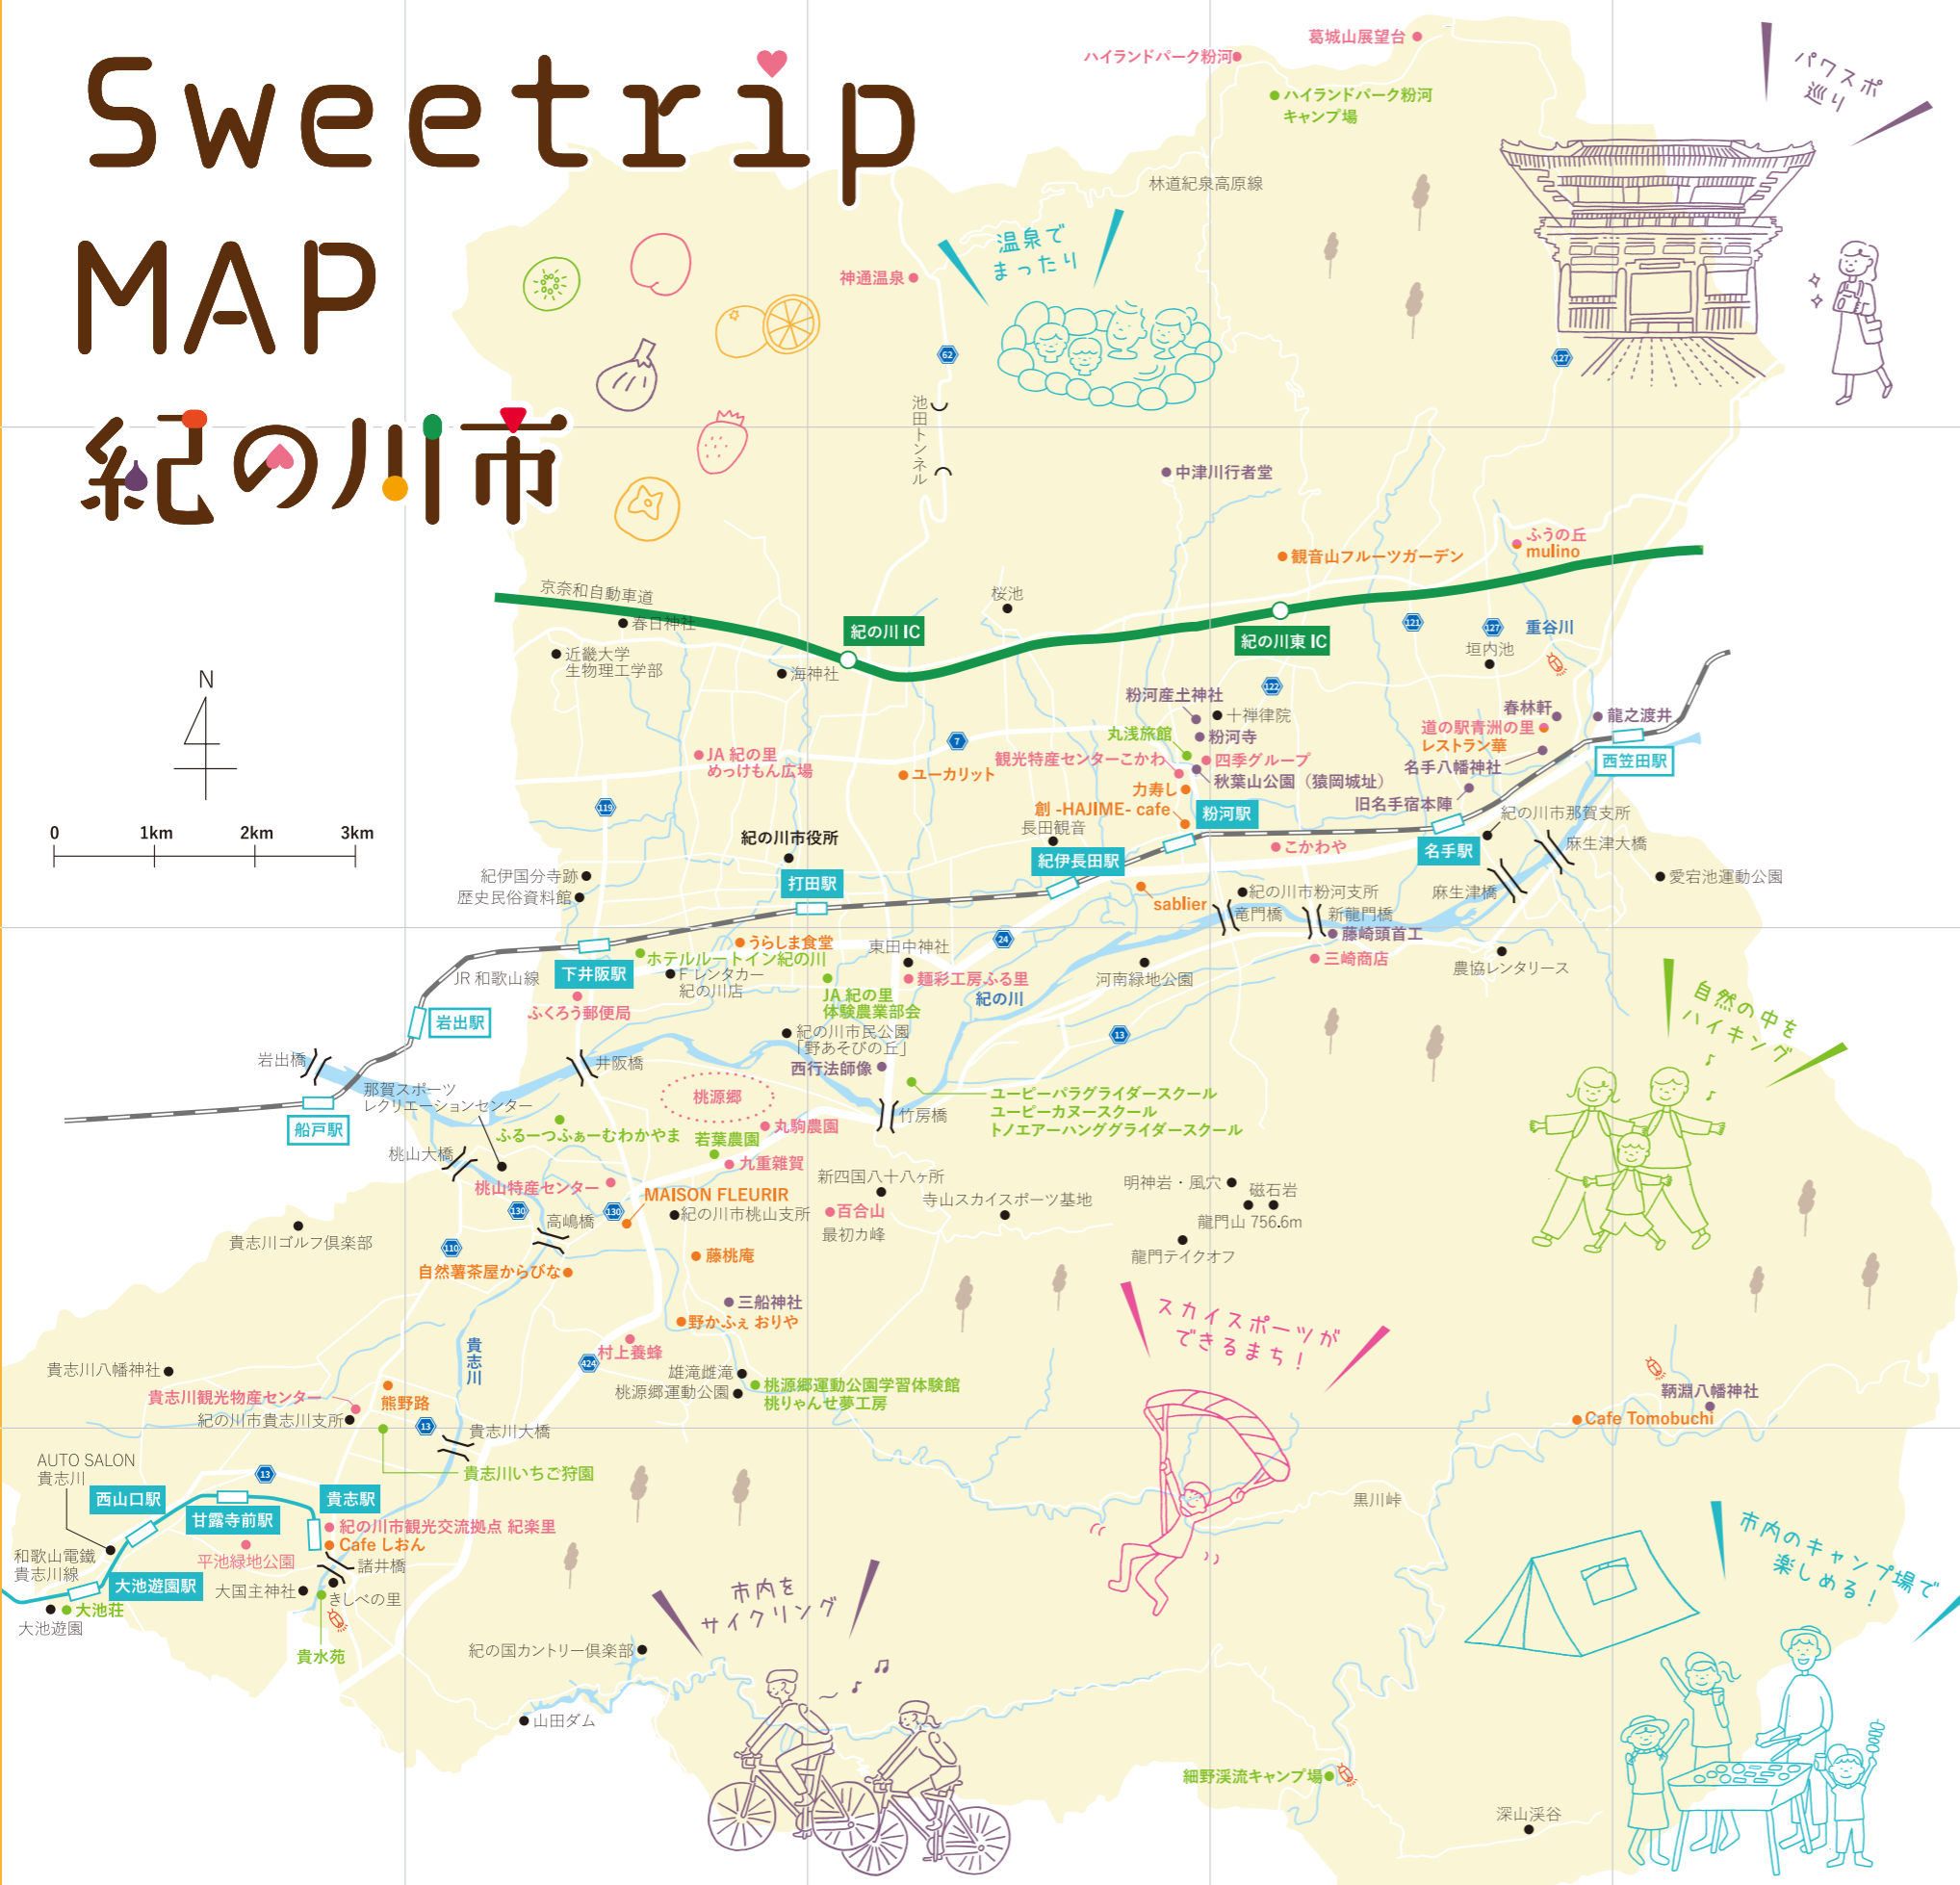 Sweetrip
MAP
紀の川市
葛城山展望台
ハイランドパーク粉河
ハイランドパーク粉河
キャンプ場
パワスポ
巡り
林道紀泉高原線
温泉で
まったり
神通温泉
62
127
池田トンネル
中津川行者堂
ふうの丘
mulino
観音山フルーツガーデン
京奈和自動車道
春日神社
桜池
紀の川 IC
紀の川東 IC
121
127
重谷川
垣内池
近畿大学
生物理工学部
海神社
N
122
粉河産土神社
十禅律院
春林軒
龍之渡井
丸浅旅館
粉河寺
道の駅青洲の里
レストラン華
7
JA 紀の里
めっけもん広場
観光特産センターこかわ
四季グループ
名手八幡神社
西笠田駅
ユーカリット
秋葉山公園（猿岡城址）
力寿し
旧名手宿本陣
119
創 -HAJIME- cafe
粉河駅
紀の川市那賀支所
0
1km
2km
3km
紀の川市役所
長田観音
こかわや
名手駅
麻生津大橋
紀伊長田駅
紀伊国分寺跡
打田駅
愛宕池運動公園
歴史民俗資料館
紀の川市粉河支所
麻生津橋
sablier
竜門橋
新龍門橋
藤崎頭首工
うらしま食堂
24
東田中神社
ホテルルートイン紀の川
三崎商店
農協レンタリース
JR 和歌山線
下井阪駅
F レンタカー
紀の川店
麺彩工房ふる里
河南緑地公園
JA 紀の里
体験農業部会
紀の川
自然の中を
ハイキング
ふくろう郵便局
岩出駅
紀の川市民公園
「野あそびの丘」
13
岩出橋
井阪橋
西行法師像
那賀スポーツ
レクリエーションセンター
桃源郷
ユーピーパラグライダースクール
ユーピーカヌースクール
トノエアーハンググライダースクール
船戸駅
竹房橋
ふるーつふぁーむわかやま
若葉農園
丸駒農園
桃山大橋
九重雜賀
桃山特産センター
新四国八十八ヶ所
明神岩・風穴
磁石岩
MAISON FLEURIR
寺山スカイスポーツ基地
130
130
紀の川市桃山支所
百合山
龍門山 756.6m
高嶋橋
最初カ峰
貴志川ゴルフ倶楽部
110
藤桃庵
龍門テイクオフ
自然薯茶屋からびな
三船神社
スカイスポーツが
できるまち！
野かふぇ おりや
貴志川
村上養蜂
424
貴志川八幡神社
雄滝雌滝
桃源郷運動公園
桃源郷運動公園学習体験館
桃りゃんせ夢工房
鞆淵八幡神社
貴志川観光物産センター
熊野路
紀の川市貴志川支所
13
Cafe Tomobuchi
貴志川大橋
AUTO SALON
貴志川
13
貴志川いちご狩園
西山口駅
貴志駅
黒川峠
甘露寺前駅
紀の川市観光交流拠点 紀楽里
Cafe しおん
市内のキャンプ場で
楽しめる！
平池緑地公園
和歌山電鐵
貴志川線
諸井橋
大池遊園駅
大国主神社
きしべの里
市内を
サイクリング
大池荘
大池遊園
貴水苑
紀の国カントリー倶楽部
山田ダム
細野渓流キャンプ場
深山渓谷